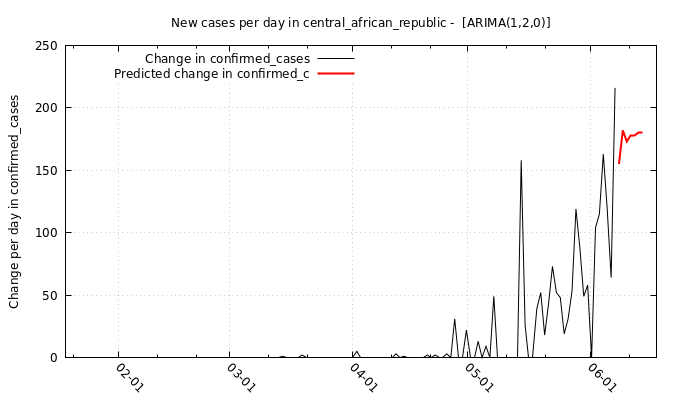 New cases per day in central_african_republic -  [ARIMA(1,2,0)]
Change in confirmed_cases
Predicted change in confirmed_c
Change per day in confirmed_cases
250
200
150
100
50
0
02-01
03-01
04-01
05-01
06-01